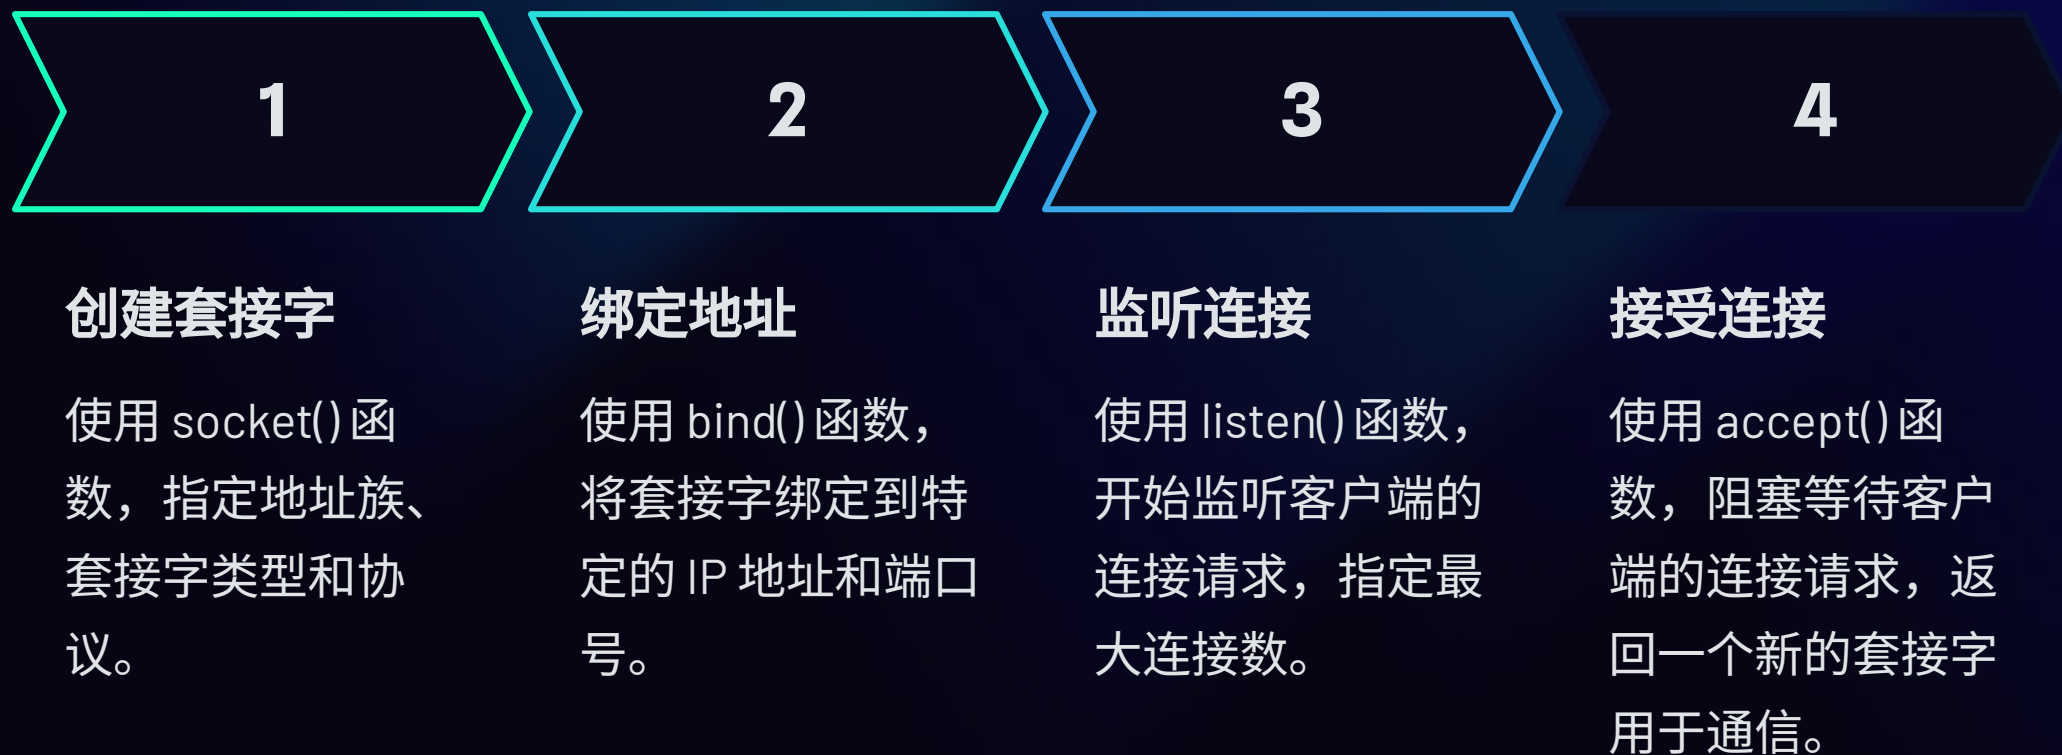 1
2
3
4
创建套接字
使用 socket() 函
数，指定地址族、
套接字类型和协
议。
绑定地址
使用 bind() 函数，
将套接字绑定到特
定的 IP 地址和端口
号。
监听连接
使用 listen() 函数，
开始监听客户端的
连接请求，指定最
大连接数。
接受连接
使用 accept() 函
数，阻塞等待客户
端的连接请求，返
回一个新的套接字
用于通信。